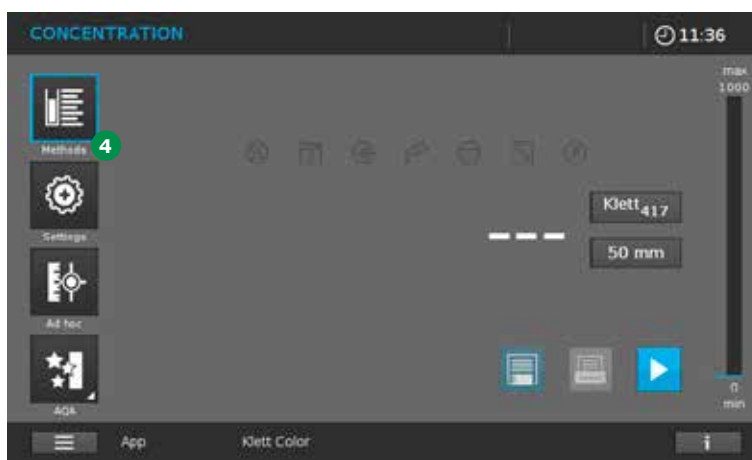 CONCENTRATION
11:36
max
1000
Methods
4
Settings
Klett417
50 mm
Ad hoc
AQA
0
min
App
Klett Color
i